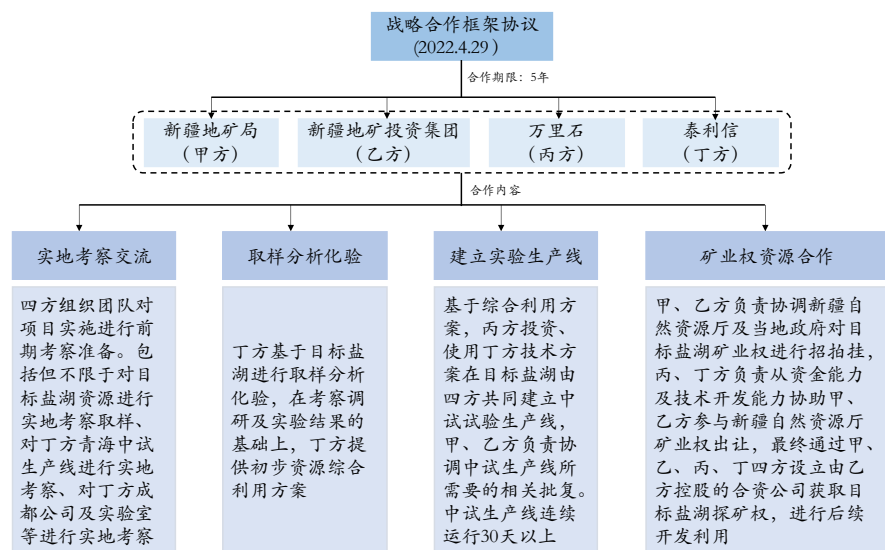 战略合作框架协议
(2022.4.29）
合作期限：5年
新疆地矿局
（甲方）
新疆地矿投资集团
（乙方）
万里石
（丙方）
泰利信
（丁方）
合作内容
实地考察交流
四方组织团队对
项目实施进行前
期考察准备。包
括但不限于对目
标盐湖资源进行
实地考察取样、
对丁方青海中试
生产线进行实地
考察、对丁方成
都公司及实验室
等进行实地考察
取样分析化验
丁方基于目标盐
湖进行取样分析
化验，在考察调
研及实验结果的
基础上，丁方提
供初步资源综合
利用方案
建立实验生产线
基于综合利用方
案，丙方投资、
使用丁方技术方
案在目标盐湖由
四方共同建立中
试试验生产线，
甲、乙方负责协
调中试生产线所
需要的相关批复。
中试生产线连续
运行30天以上
矿业权资源合作
甲、乙方负责协调新疆自
然资源厅及当地政府对目
标盐湖矿业权进行招拍挂，
丙、丁方负责从资金能力
及技术开发能力协助甲、
乙方参与新疆自然资源厅
矿业权出让，最终通过甲、
乙、丙、丁四方设立由乙
方控股的合资公司获取目
标盐湖探矿权，进行后续
开发利用